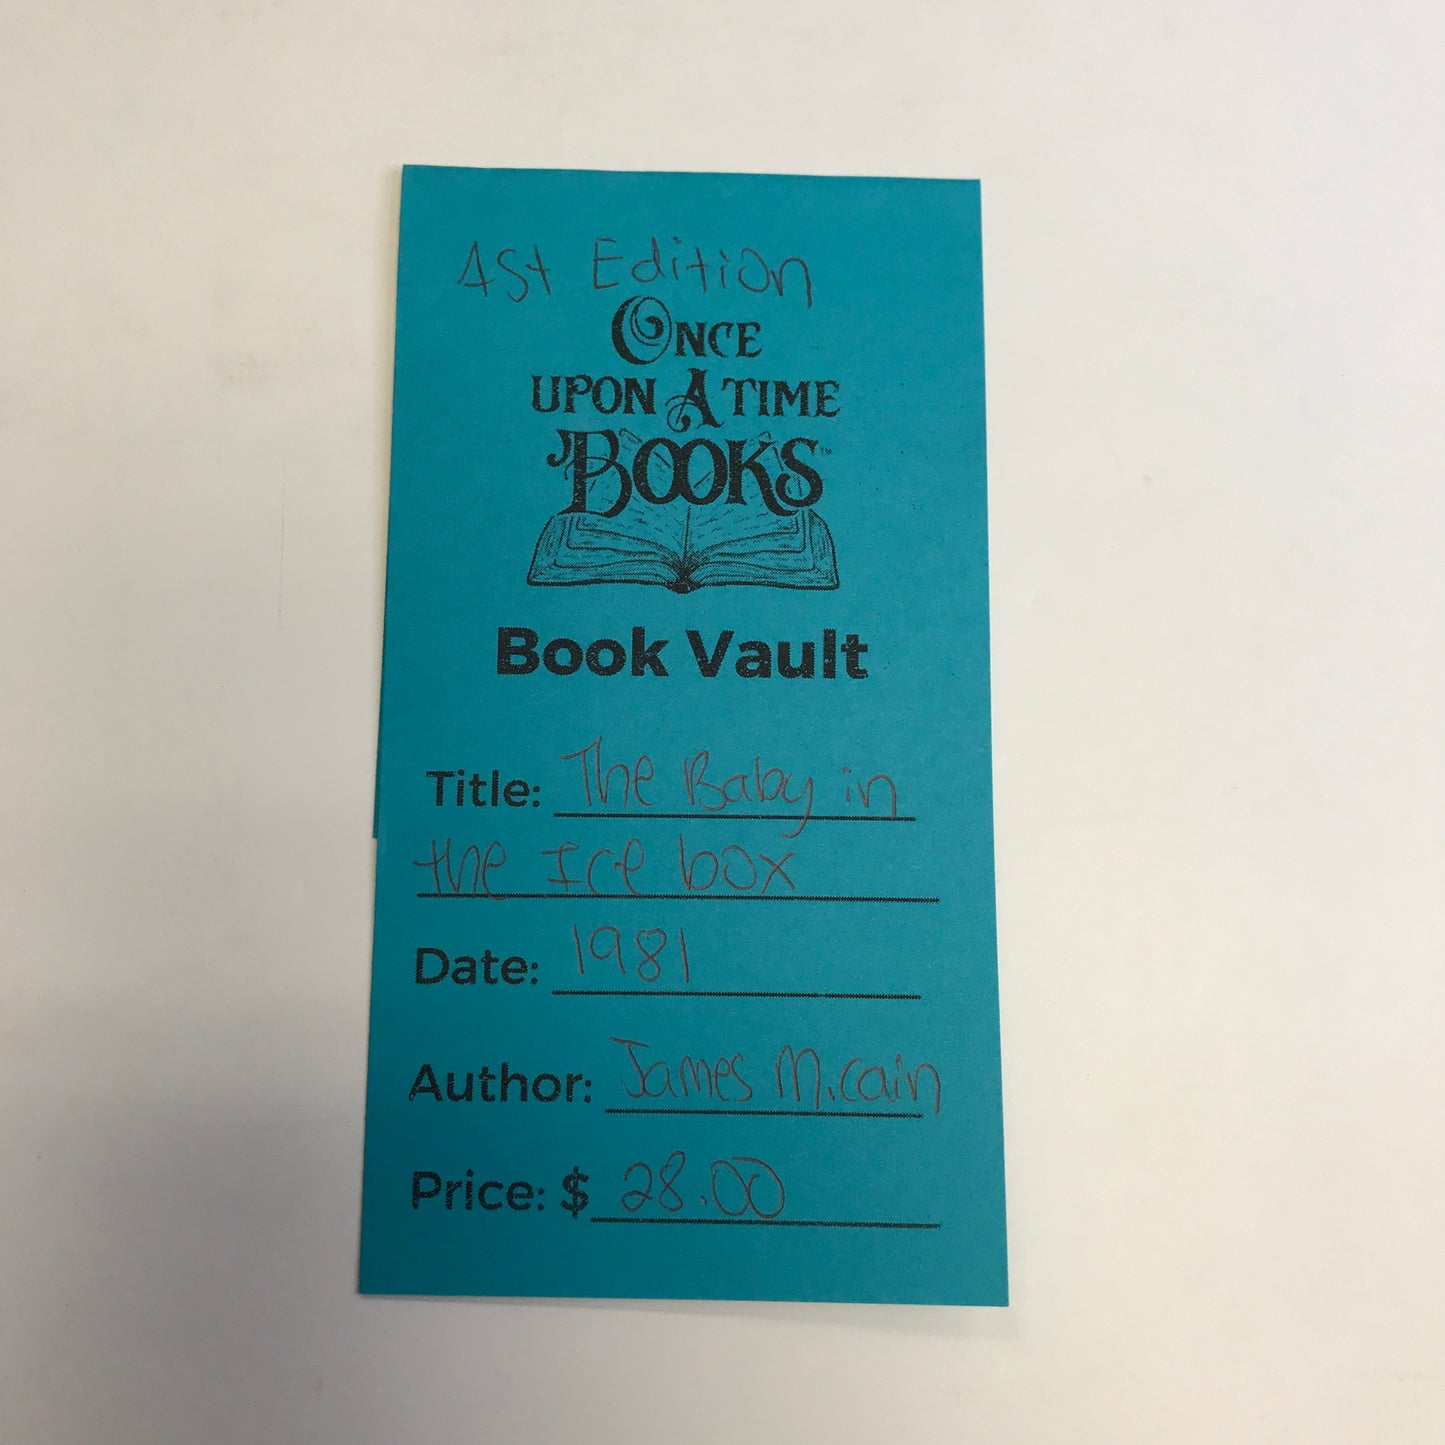 1st Edition
ONCE
UPON A TIME
BOOKS™
Book Vault
Title: The Baby in
the Ice box
Date: 1981
Author: James M. Cain
Price: $ 28.00